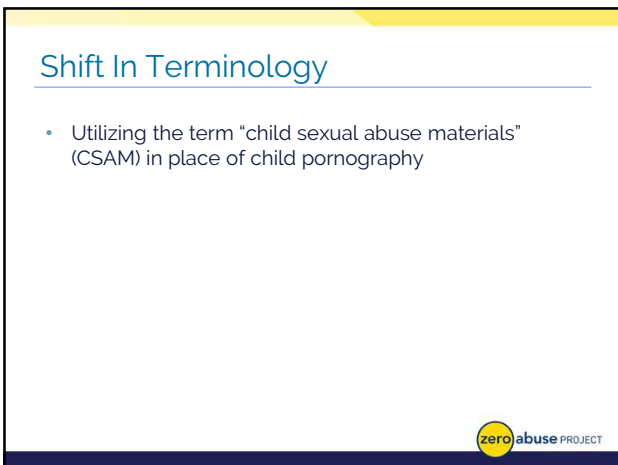 Shift In Terminology
• Utilizing the term “child sexual abuse materials”
(CSAM) in place of child pornography
zero abuse PROJECT